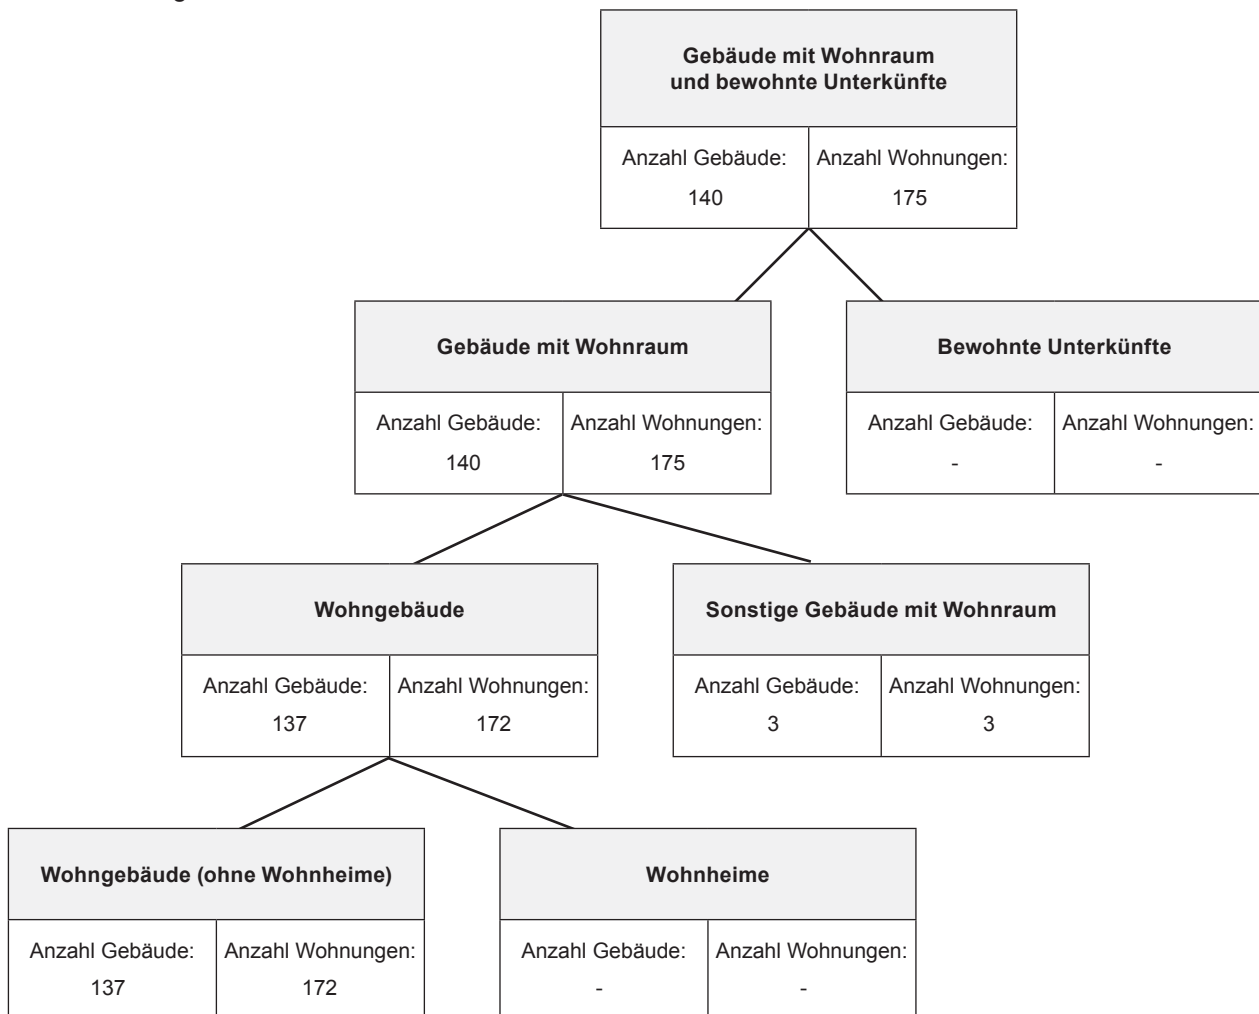 Gebäude mit Wohnraum
und bewohnte Unterkünfte
Anzahl Gebäude: Anzahl Wohnungen:
140 175
Gebäude mit Wohnraum Bewohnte Unterkünfte
Anzahl Gebäude: Anzahl Wohnungen: Anzahl Gebäude: Anzahl Wohnungen:
140 175 - -
Wohngebäude Sonstige Gebäude mit Wohnraum
Anzahl Gebäude: Anzahl Wohnungen: Anzahl Gebäude: Anzahl Wohnungen:
137 172 3 3
Wohngebäude (ohne Wohnheime) Wohnheime
Anzahl Gebäude: Anzahl Wohnungen: Anzahl Gebäude: Anzahl Wohnungen:
137 172 - -